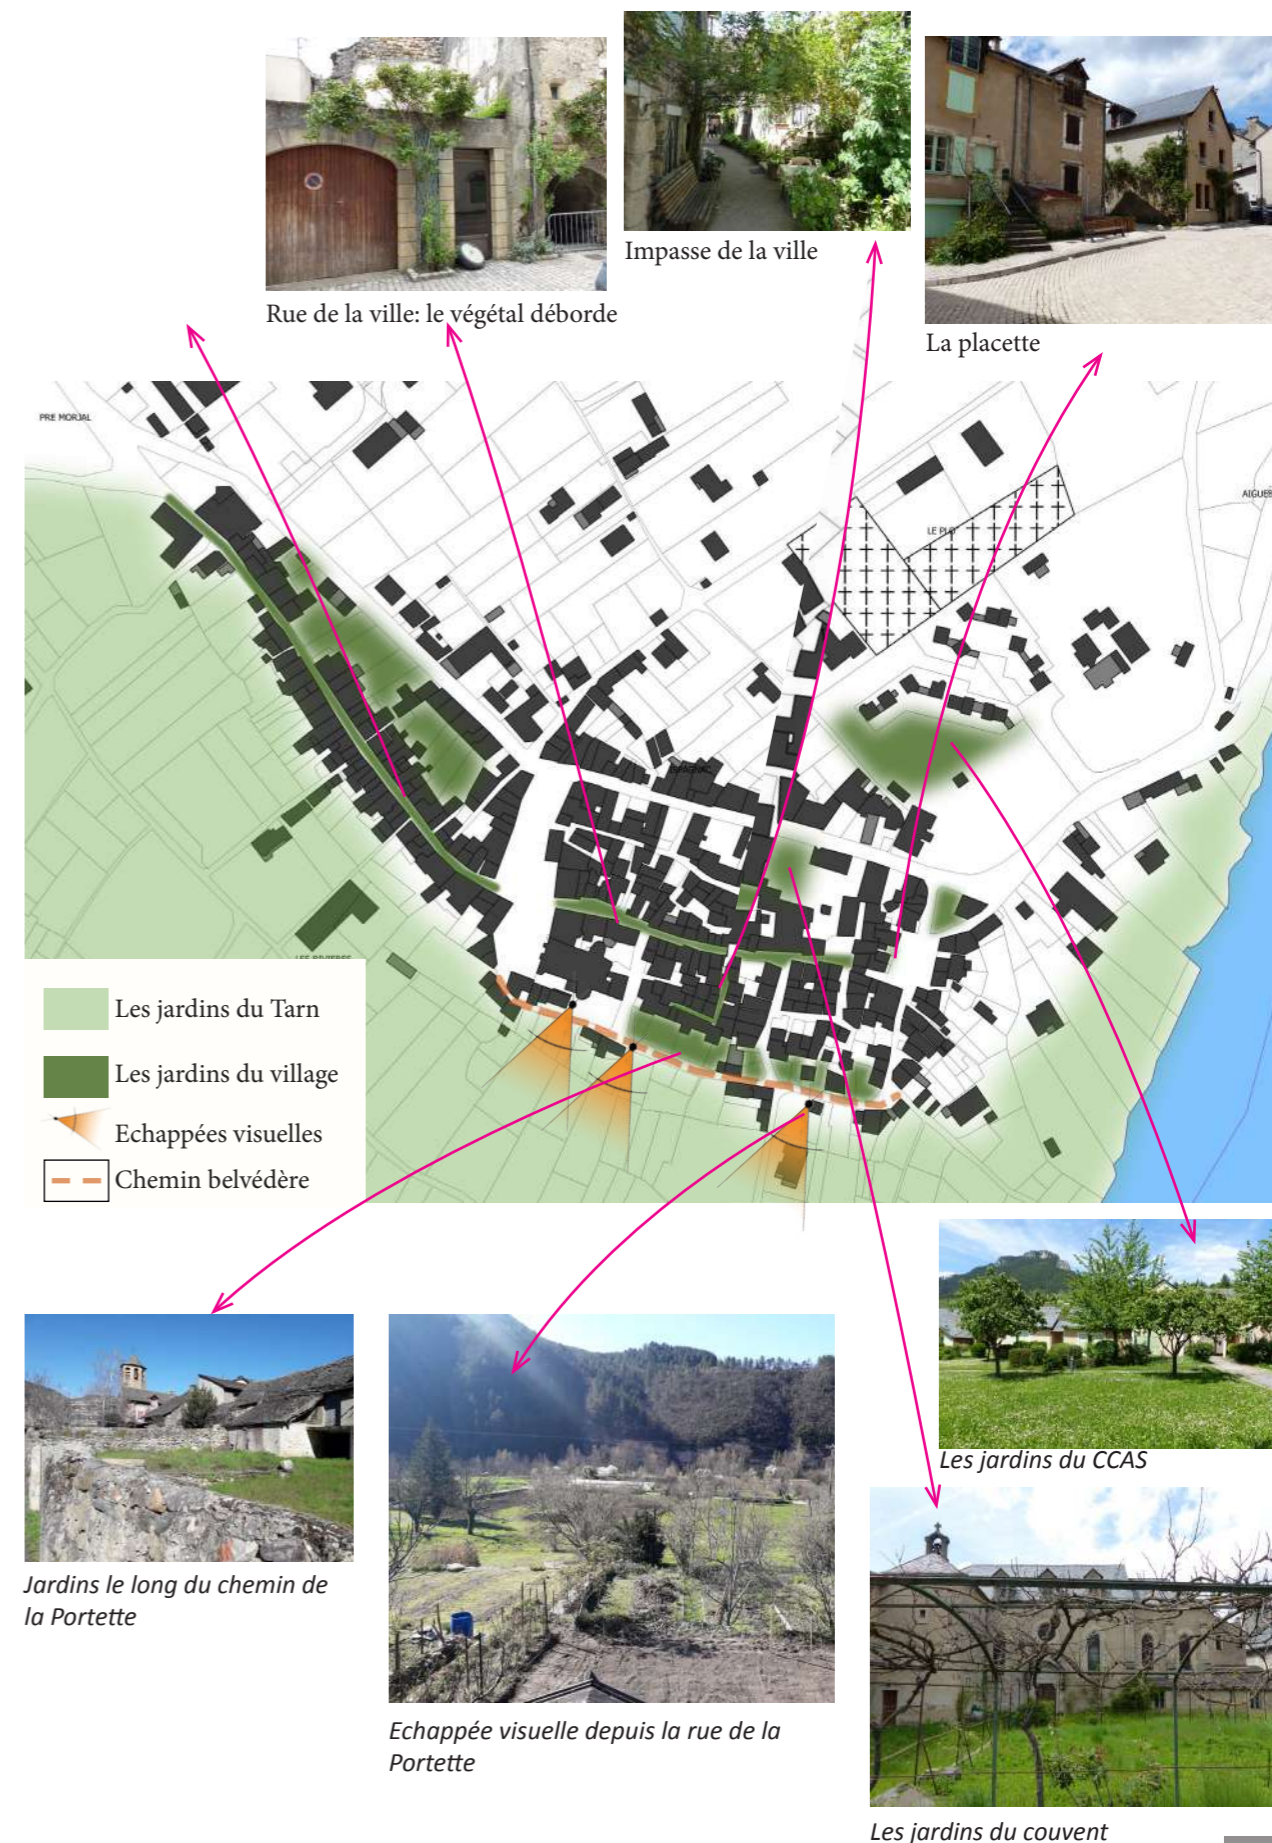 Rue de la ville: le végétal déborde
Impasse de la ville
La placette
PRE MORJAL
LE PLO
ISPAGNAC
Les jardins du Tarn
Les jardins du village
Echappées visuelles
Chemin belvédère
Jardins le long du chemin de
la Portette
Echappée visuelle depuis la rue de la
Portette
Les jardins du CCAS
Les jardins du couvent